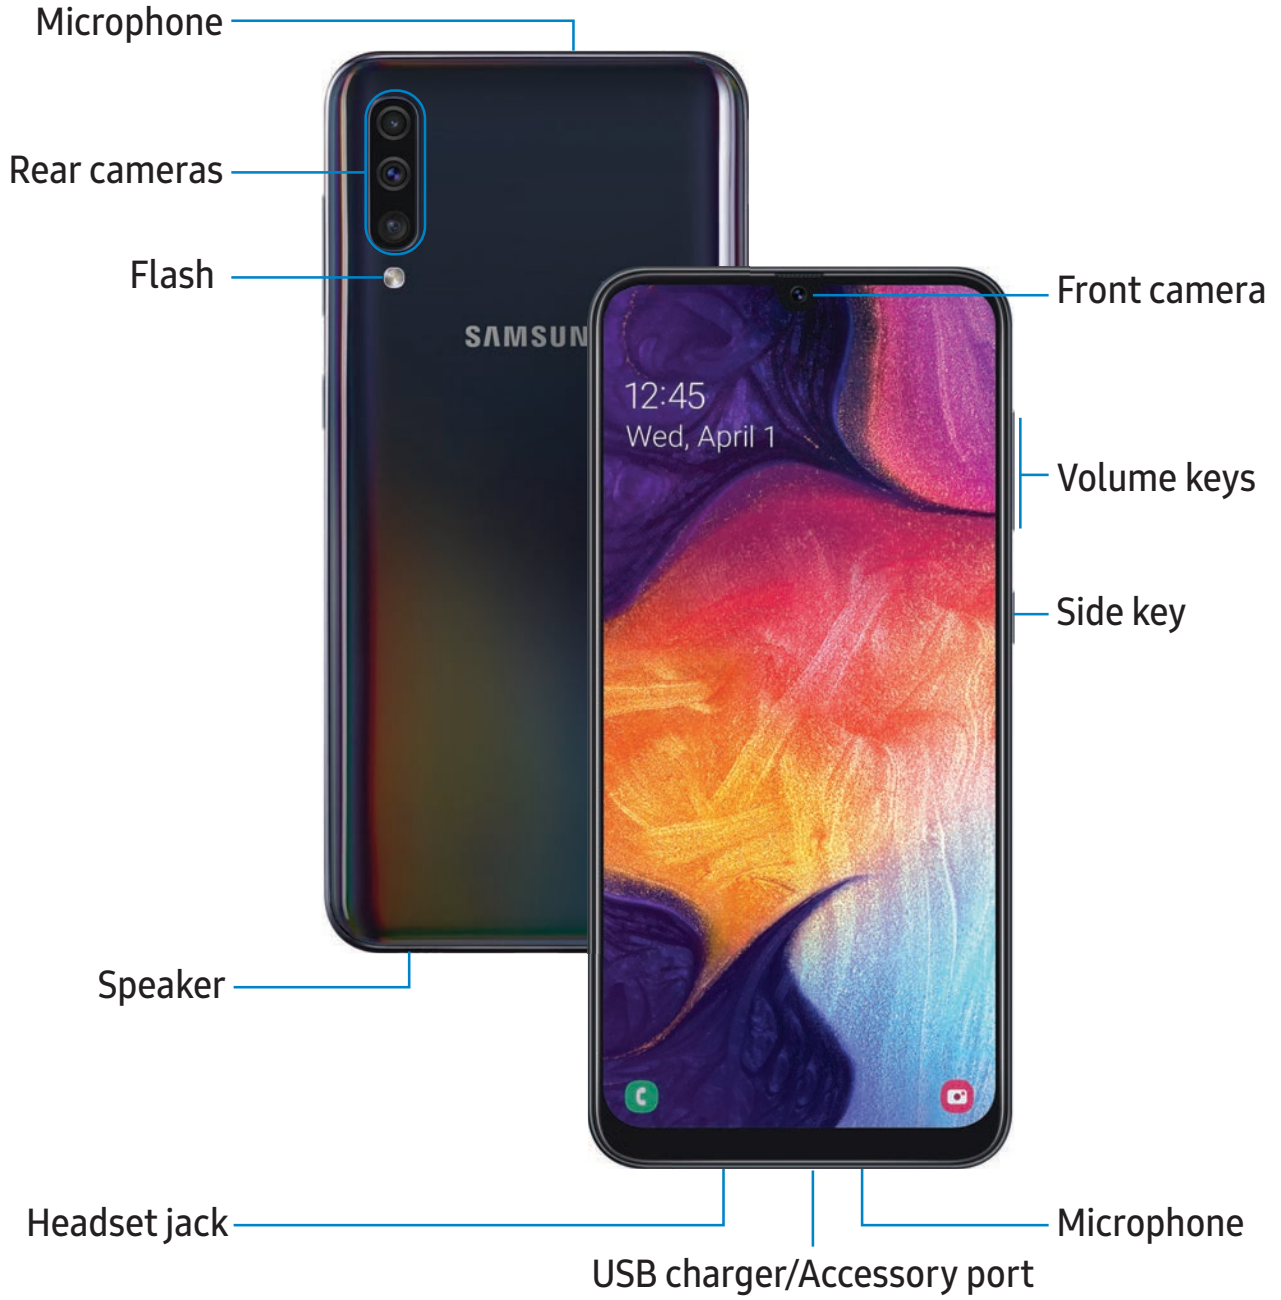 Microphone
Rear cameras
Flash
SAMSUN
Front camera
12:45
Wed, April 1
Volume keys
Side key
Speaker
Headset jack
Microphone
USB charger/Accessory port